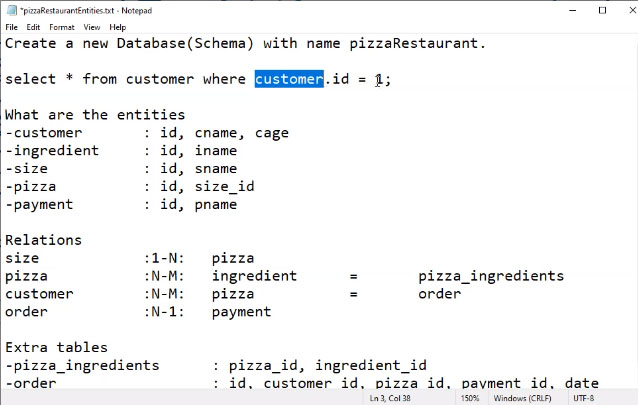 *pizzaRestaurantEntities.txt - Notepad
File Edit Format View Help
Create a new Database(Schema) with name pizzaRestaurant.
select * from customer where customer.id = 1;
What are the entities
-customer : id, cname, cage
-ingredient : id, iname
-size : id, sname
-pizza : id, size_id
-payment : id, pname
Relations
size :1-N: pizza
pizza :N-M: ingredient = pizza_ingredients
customer :N-M: pizza = order
order :N-1: payment
Extra tables
-pizza_ingredients : pizza_id, ingredient_id
-order : id, customer_id, pizza_id, payment_id, date
Ln 3, Col 38 150% Windows (CRLF) UTF-8